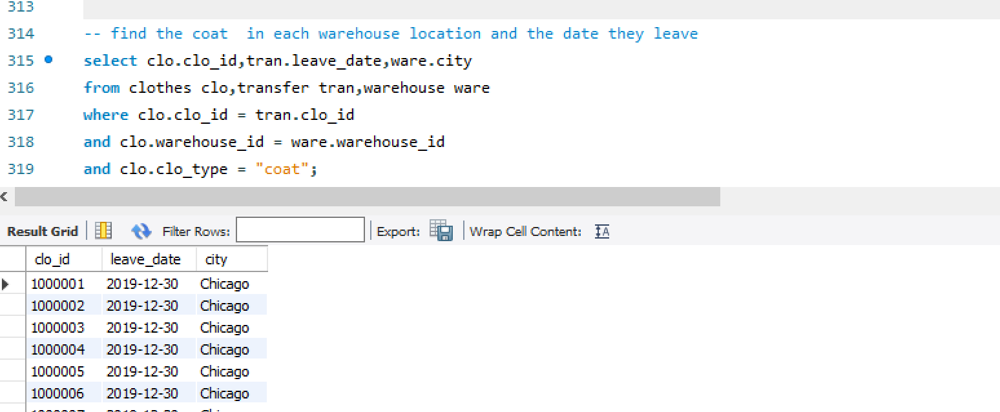 313
314 -- find the coat  in each warehouse location and the date they leave
315 select clo.clo_id,tran.leave_date,ware.city
316 from clothes clo,transfer tran,warehouse ware
317 where clo.clo_id = tran.clo_id
318 and clo.warehouse_id = ware.warehouse_id
319 and clo.clo_type = "coat";
Result Grid Filter Rows: Export: Wrap Cell Content: ‡A
clo_id leave_date city
1000001 2019-12-30 Chicago
1000002 2019-12-30 Chicago
1000003 2019-12-30 Chicago
1000004 2019-12-30 Chicago
1000005 2019-12-30 Chicago
1000006 2019-12-30 Chicago